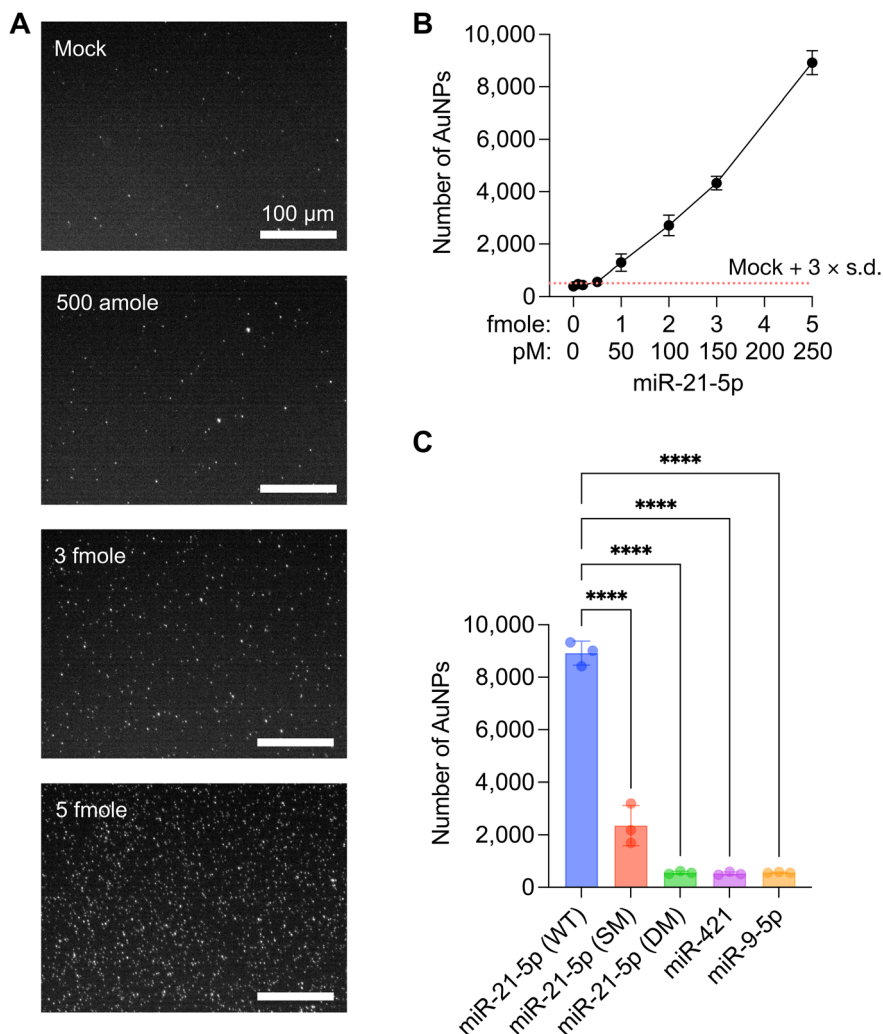 A
Mock
100 μm
500 amole
3 fmole
5 fmole
B
10,000
8,000
6,000
4,000
2,000
0
Number of AuNPs
Mock + 3 × s.d.
fmole: 0 1 2 3 4 5
pM: 0 50 100 150 200 250
miR-21-5p
C
****
****
****
****
10,000
8,000
6,000
4,000
2,000
0
Number of AuNPs
miR-21-5p (WT)
miR-21-5p (SM)
miR-21-5p (DM)
miR-421
miR-9-5p